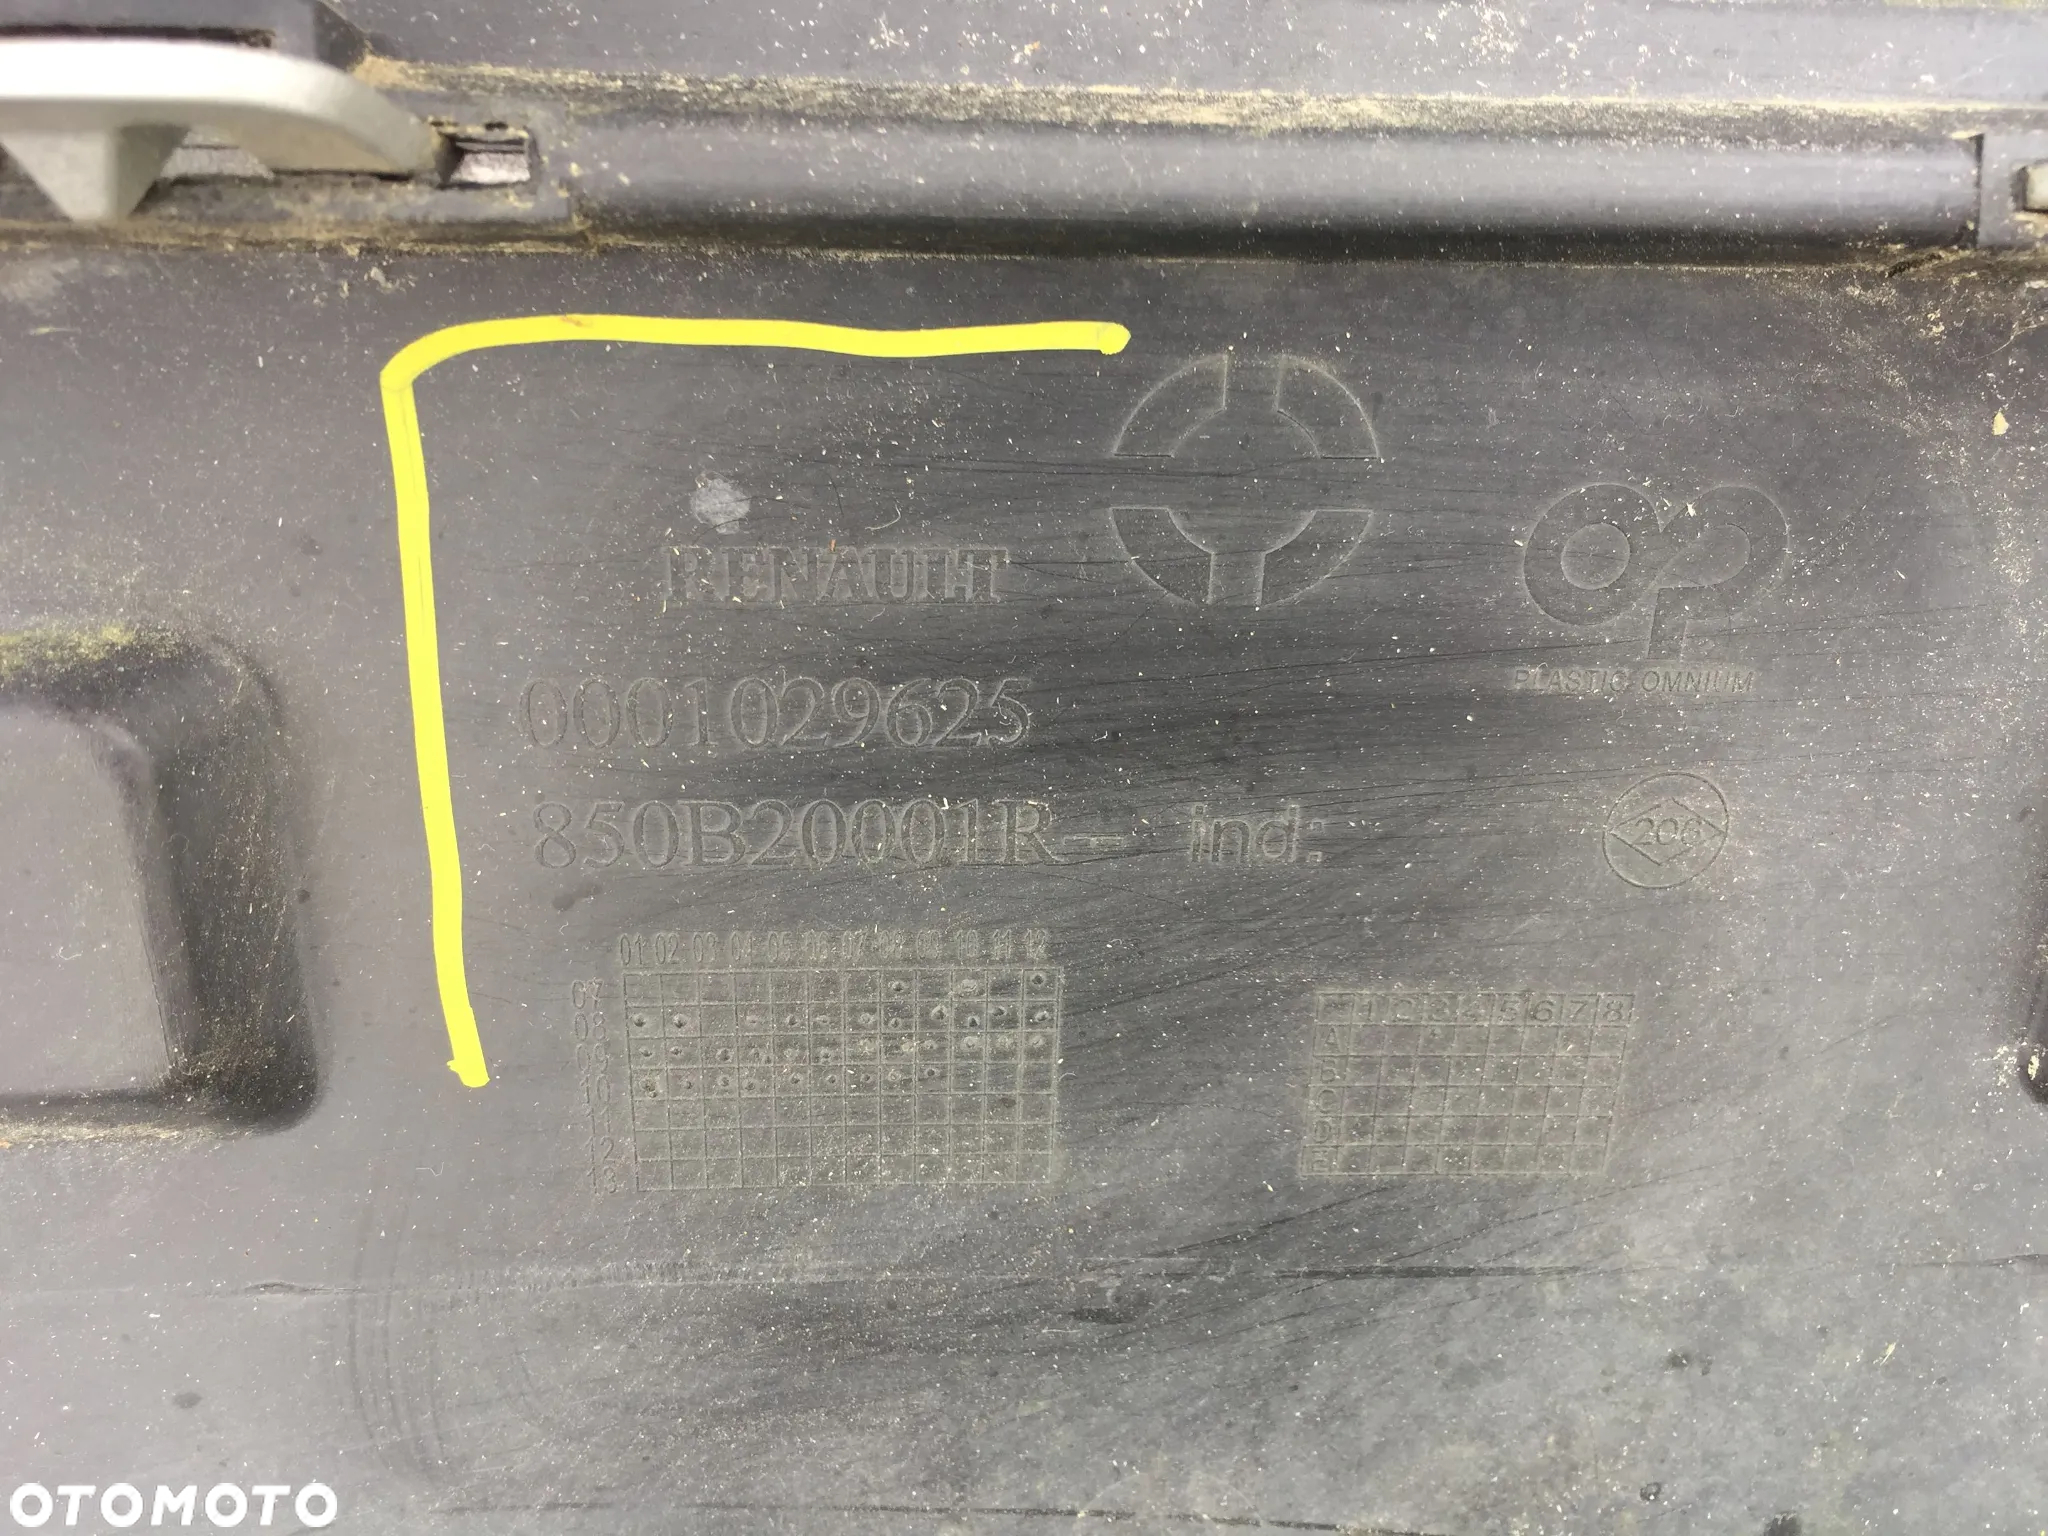 RENAULT
PLASTIC OMNIUM
0001029625
850B20001R- ind:
206
01 02 03 04 05 06 07 08 09 10 11 12
07
08
09
10
11
12
13
1 2 3 4 5 6 7 8
A
B
C
D
E
OTOMOTO